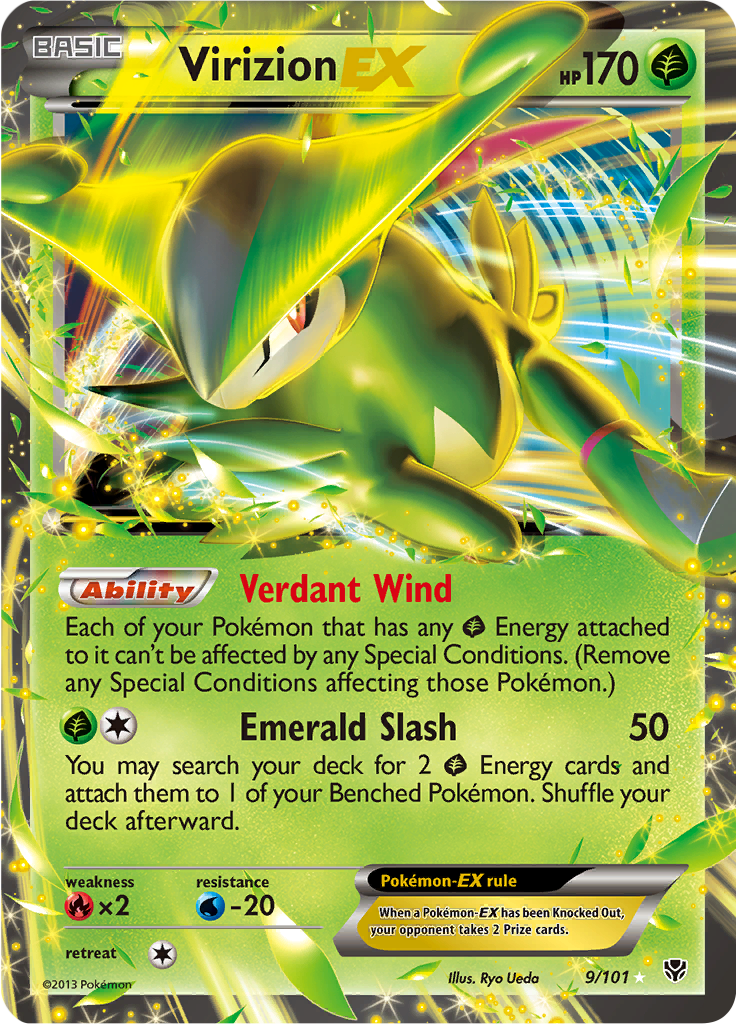 BASIC
Virizion EX
HP 170
Ability Verdant Wind
Each of your Pokémon that has any Energy attached
to it can't be affected by any Special Conditions. (Remove
any Special Conditions affecting those Pokémon.)
Emerald Slash 50
You may search your deck for 2 Energy cards and
attach them to 1 of your Benched Pokémon. Shuffle your
deck afterward.
weakness resistance
×2 -20
Pokémon-EX rule
When a Pokémon-EX has been Knocked Out,
your opponent takes 2 Prize cards.
retreat
©2013 Pokémon
Illus. Ryo Ueda
9/101